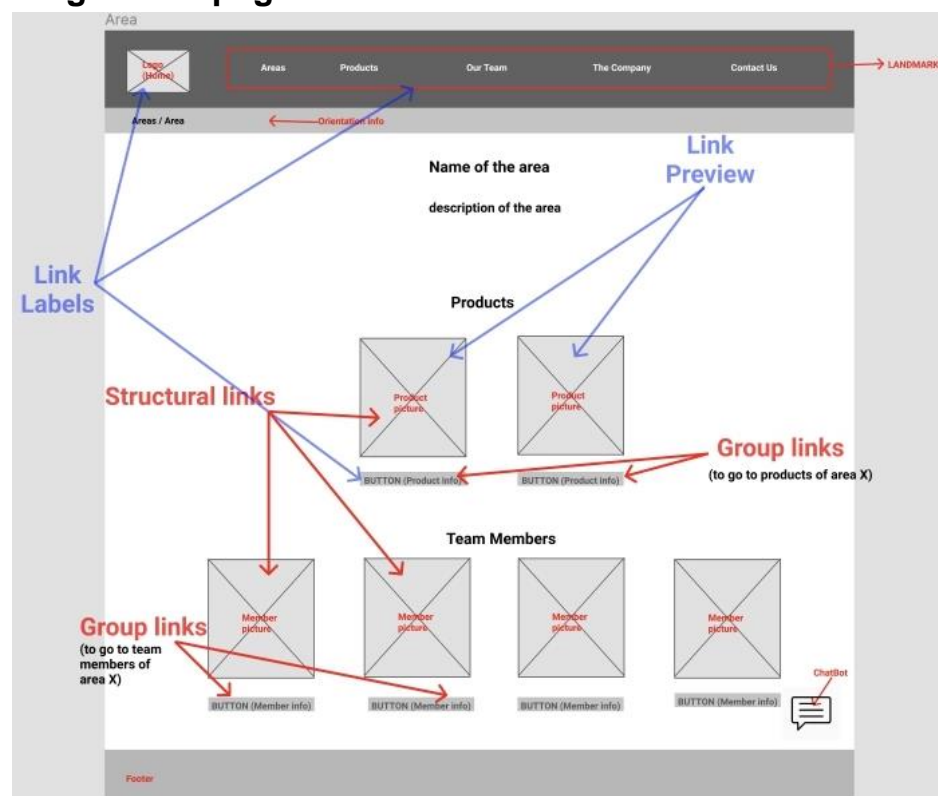 Area
Logo
(Home)
Areas
Products
Our Team
The Company
Contact Us
LANDMARK
Areas / Area
Orientation info
Name of the area
Link
Preview
description of the area
Link
Labels
Products
Structural links
Product
picture
Product
picture
Group links
(to go to products of area X)
BUTTON (Product info)
BUTTON (Product info)
Team Members
Group links
(to go to team
members of
area X)
Member
picture
Member
picture
Member
picture
Member
picture
ChatBot
BUTTON (Member info)
BUTTON (Member info)
BUTTON (Member info)
BUTTON (Member info)
Footer